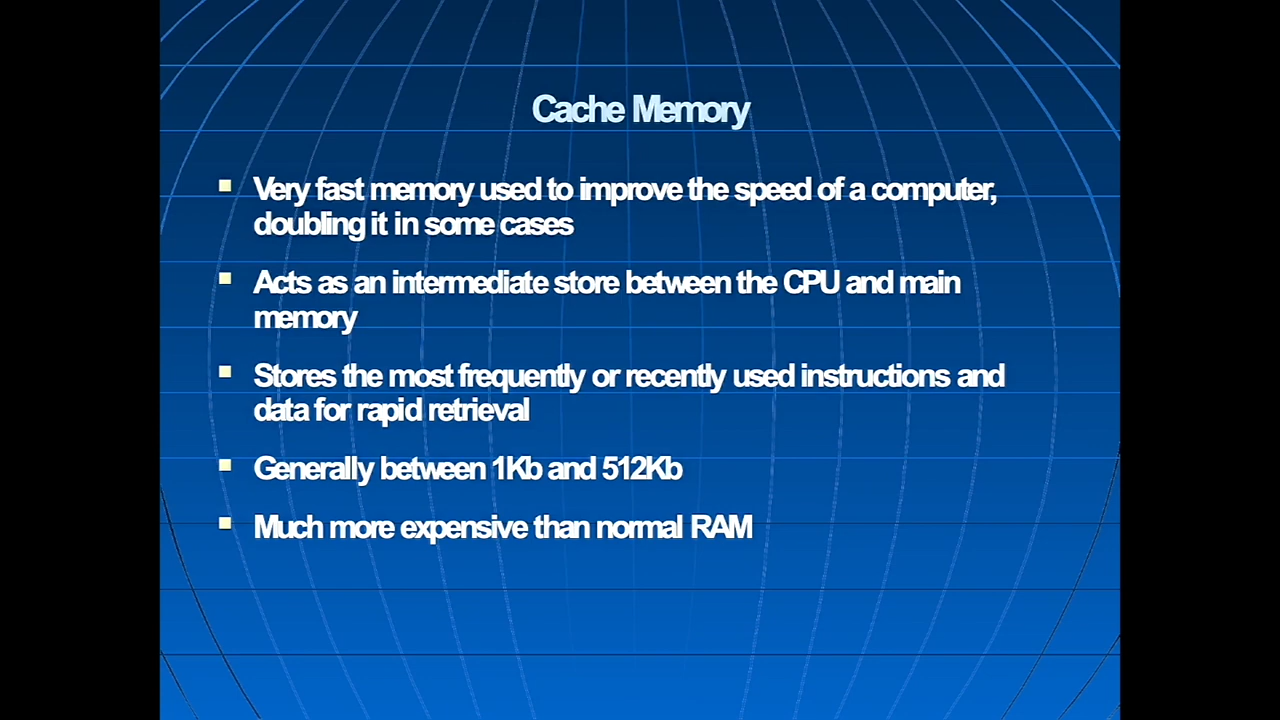 Cache Memory
Very fast memory used to improve the speed of a computer,
doubling it in some cases
Acts as an intermediate store between the CPU and main
memory
Stores the most frequently or recently used instructions and
data for rapid retrieval
Generally between 1Kb and 512Kb
Much more expensive than normal RAM